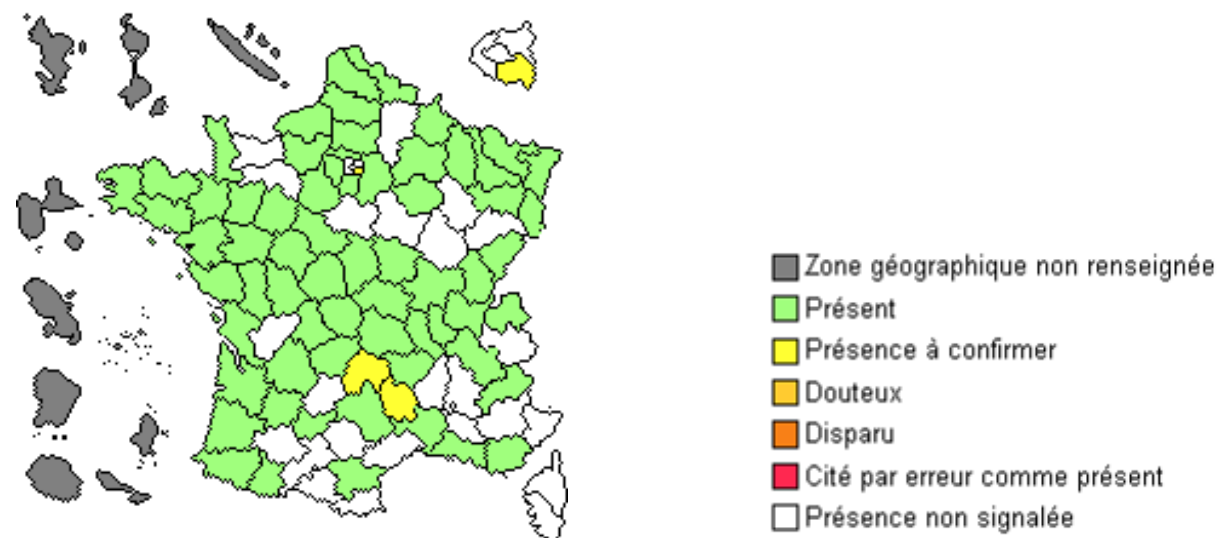 Zone géographique non renseignée
Présent
Présence à confirmer
Douteux
Disparu
Cité par erreur comme présent
Présence non signalée